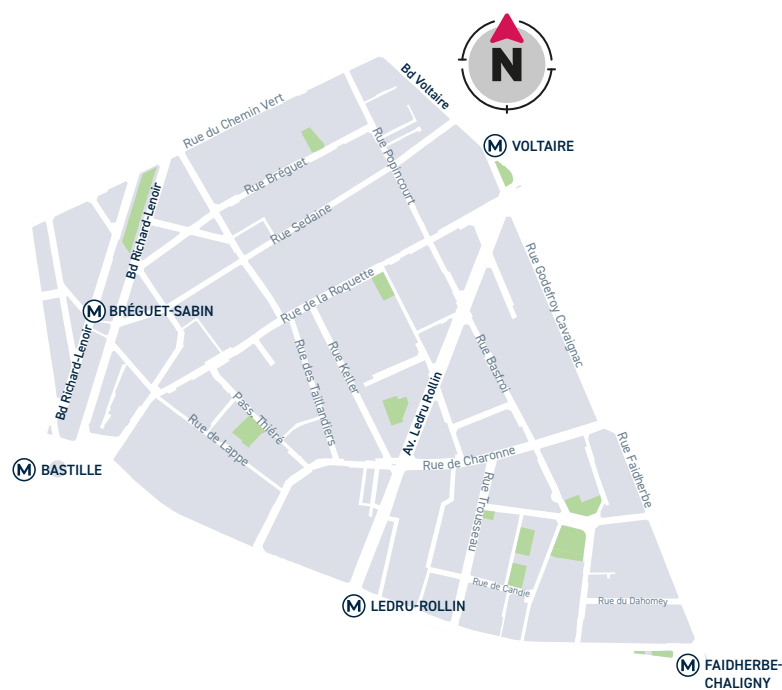 N
Bd Voltaire
Rue du Chemin Vert
M VOLTAIRE
Rue Popincourt
Rue Bréguet
Bd Richard-Lenoir
Rue Sedaine
Rue Godefroy Cavaignac
Rue de la Roquette
M BRÉGUET-SABIN
Bd Richard-Lenoir
Rue des Taillandiers
Rue Keller
Rue Basfroi
Av. Ledru Rollin
Pass. Thiéré
Rue de Lappe
Rue de Charonne
Rue Faidherbe
M BASTILLE
Rue Trousseau
Rue de Candie
Rue du Dahomey
M LEDRU-ROLLIN
M FAIDHERBE-
CHALIGNY